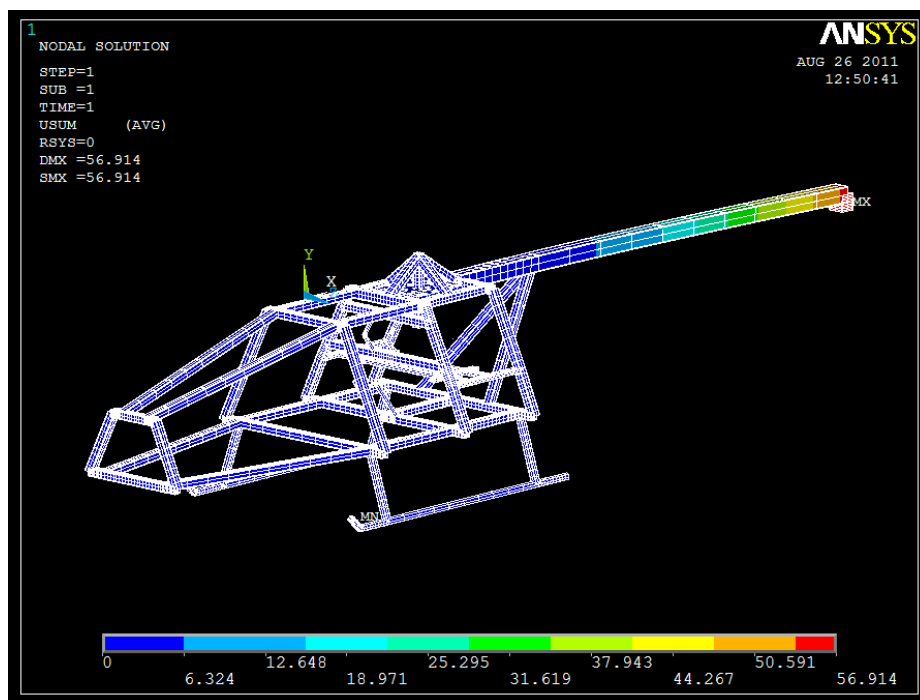 1
NODAL SOLUTION
STEP=1
SUB =1
TIME=1
USUM (AVG)
RSYS=0
DMX =56.914
SMX =56.914
ANSYS
AUG 26 2011
12:50:41
MX
Y
X
MN
0 12.648 25.295 37.943 50.591
6.324 18.971 31.619 44.267 56.914